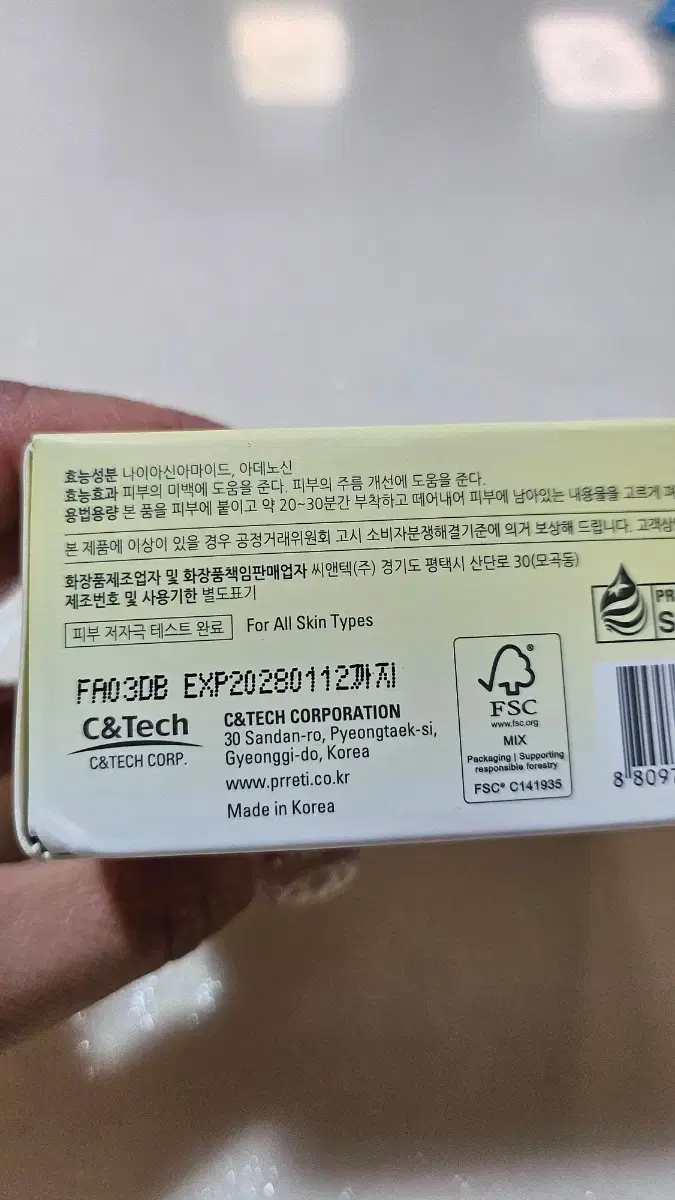 효능성분 나이아신아마이드, 아데노신
효능효과 피부의 미백에 도움을 준다. 피부의 주름 개선에 도움을 준다.
용법용량 본 품을 피부에 붙이고 약 20~30분간 부착하고 떼어내어 피부에 남아있는 내용물을 고르게
본 제품에 이상이 있을 경우 공정거래위원회 고시 소비자분쟁해결기준에 의거 보상해 드립니다.
화장품제조업자 및 화장품책임판매업자 씨앤텍(주) 경기도 평택시 산단로 30(모곡동)
제조번호 및 사용기한 별도표기
피부 저자극 테스트 완료 For All Skin Types
FA03DB EXP20280112까지
C&Tech
C&TECH CORP.
C&TECH CORPORATION
30 Sandan-ro, Pyeongtaek-si,
Gyeonggi-do, Korea
www.prreti.co.kr
Made in Korea
FSC
www.fsc.org
MIX
Packaging | Supporting
responsible forestry
FSC® C141935
PR
S
8 8097